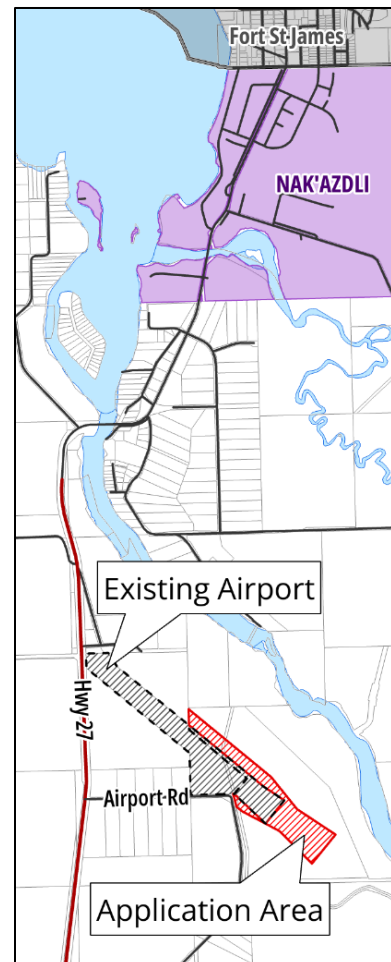 Fort St James
NAK'AZDLI
Existing Airport
Hwy 27
Airport Rd
Application Area